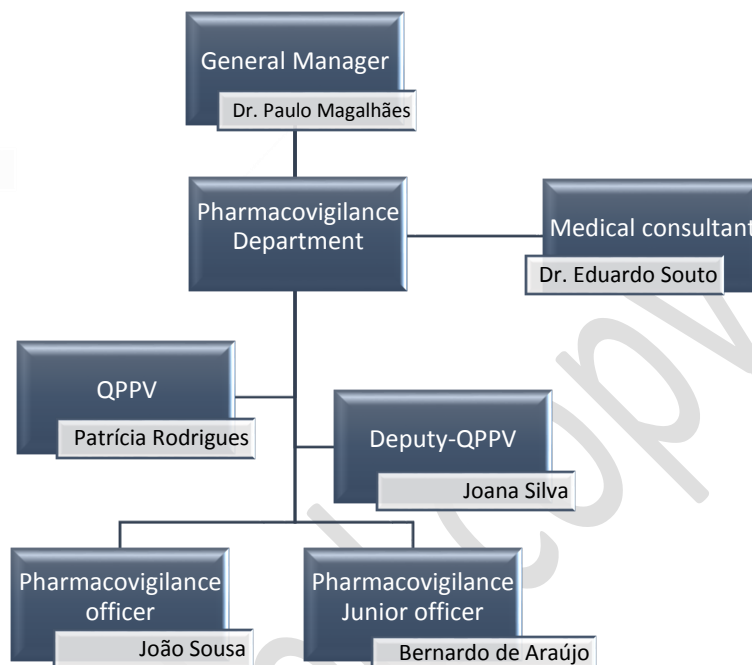 General Manager
Dr. Paulo Magalhães
Pharmacovigilance
Department
Medical consultant
Dr. Eduardo Souto
QPPV
Patrícia Rodrigues
Deputy-QPPV
Joana Silva
Pharmacovigilance
officer
João Sousa
Pharmacovigilance
Junior officer
Bernardo de Araújo